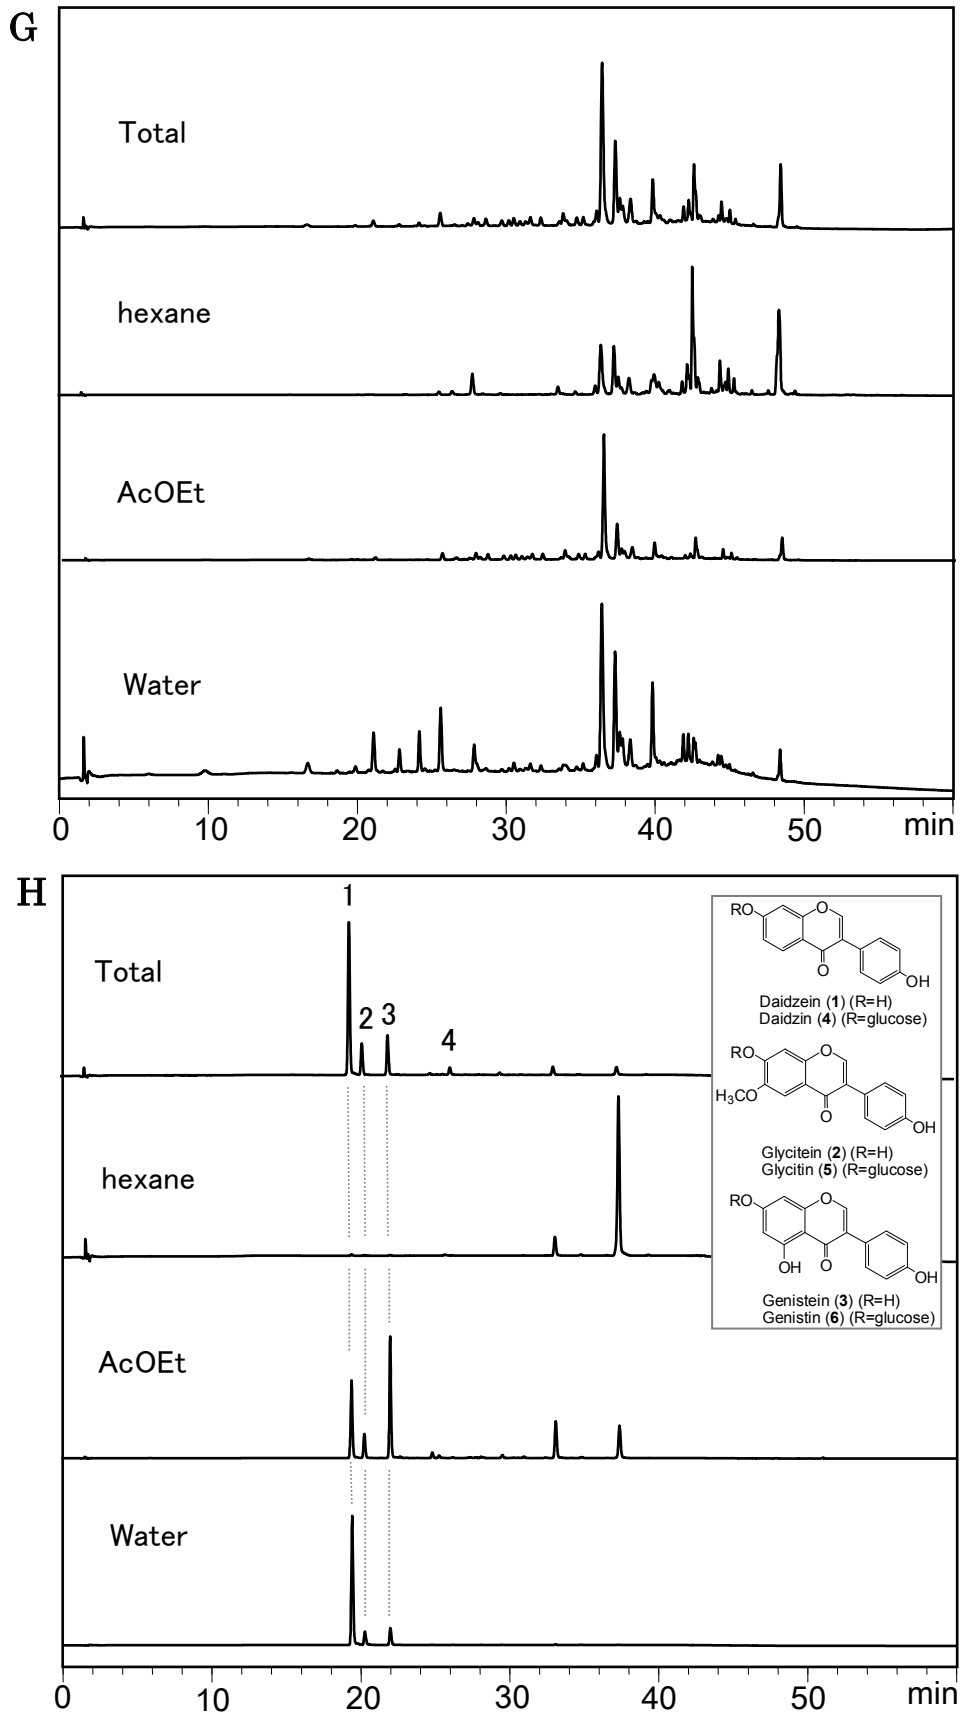 G
Total
hexane
AcOEt
Water
0 10 20 30 40 50 min
H
1
2 3 4
Total
hexane
AcOEt
Water
RO O
O
OH
Daidzein (1) (R=H)
Daidzin (4) (R=glucose)
RO O
H3CO
O
OH
Glycitein (2) (R=H)
Glycitin (5) (R=glucose)
RO O
OH O
OH
Genistein (3) (R=H)
Genistin (6) (R=glucose)
0 10 20 30 40 50 min